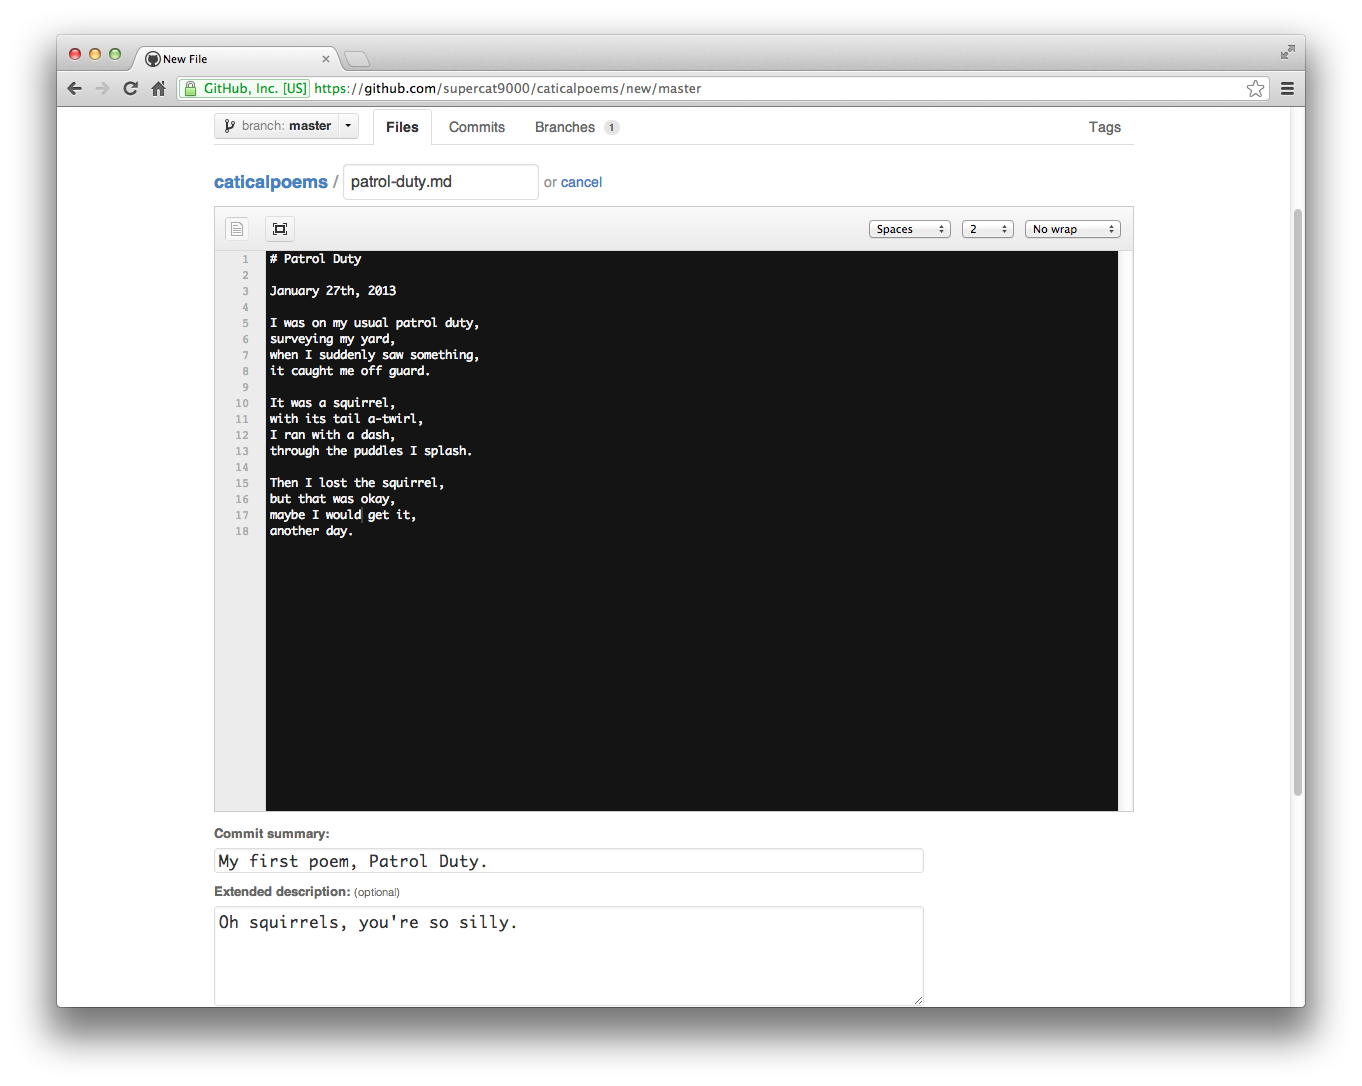 New File
GitHub, Inc. [US] https://github.com/supercat9000/caticalpoems/new/master
branch: master Files Commits Branches 1 Tags
caticalpoems / patrol-duty.md or cancel
Spaces 2 No wrap
1 # Patrol Duty
2
3 January 27th, 2013
4
5 I was on my usual patrol duty,
6 surveying my yard,
7 when I suddenly saw something,
8 it caught me off guard.
9
10 It was a squirrel,
11 with its tail a-twirl,
12 I ran with a dash,
13 through the puddles I splash.
14
15 Then I lost the squirrel,
16 but that was okay,
17 maybe I would get it,
18 another day.
Commit summary:
My first poem, Patrol Duty.
Extended description: (optional)
Oh squirrels, you're so silly.